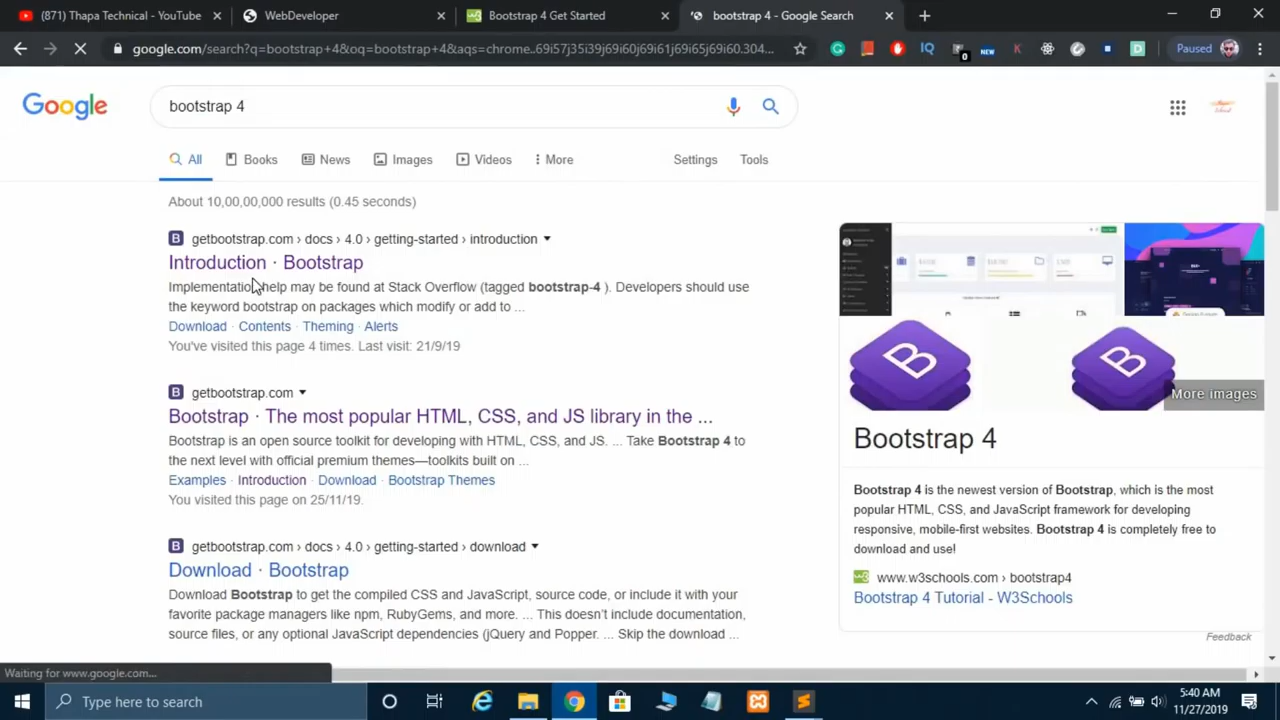 (871) Thapa Technical - YouTube
WebDeveloper
Bootstrap 4 Get Started
bootstrap 4 - Google Search
google.com/search?q=bootstrap+4&oq=bootstrap+4&aqs=chrome..69i57j35i39j69i60j69i61j69i65j69i60.304...
NEW
Paused
Google
bootstrap 4
All
Books
News
Images
Videos
More
Settings
Tools
About 10,00,00,000 results (0.45 seconds)
getbootstrap.com › docs › 4.0 › getting-started › introduction
Introduction · Bootstrap
Implementation help may be found at Stack Overflow (tagged bootstrap-4 ). Developers should use
the keyword bootstrap on packages which modify or add to ...
Download · Contents · Theming · Alerts
You've visited this page 4 times. Last visit: 21/9/19
getbootstrap.com
Bootstrap · The most popular HTML, CSS, and JS library in the ...
Bootstrap is an open source toolkit for developing with HTML, CSS, and JS. ... Take Bootstrap 4 to
the next level with official premium themes—toolkits built on ...
Examples · Introduction · Download · Bootstrap Themes
You visited this page on 25/11/19.
getbootstrap.com › docs › 4.0 › getting-started › download
Download · Bootstrap
Download Bootstrap to get the compiled CSS and JavaScript, source code, or include it with your
favorite package managers like npm, RubyGems, and more. ... This doesn't include documentation,
source files, or any optional JavaScript dependencies (jQuery and Popper. ... Skip the download ...
More images
Bootstrap 4
Bootstrap 4 is the newest version of Bootstrap, which is the most
popular HTML, CSS, and JavaScript framework for developing
responsive, mobile-first websites. Bootstrap 4 is completely free to
download and use!
www.w3schools.com › bootstrap4
Bootstrap 4 Tutorial - W3Schools
Feedback
Waiting for www.google.com...
Type here to search
5:40 AM
11/27/2019